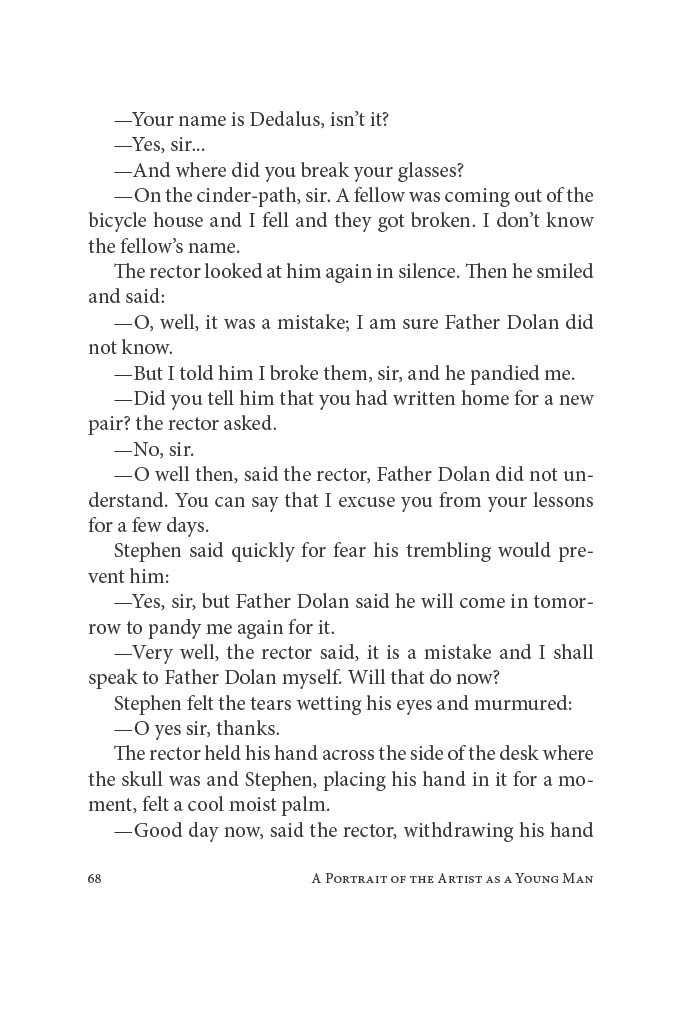 —Your name is Dedalus, isn’t it?
—Yes, sir...
—And where did you break your glasses?
—On the cinder-path, sir. A fellow was coming out of the
bicycle house and I fell and they got broken. I don’t know
the fellow’s name.
The rector looked at him again in silence. Then he smiled
and said:
—O, well, it was a mistake; I am sure Father Dolan did
not know.
—But I told him I broke them, sir, and he pandied me.
—Did you tell him that you had written home for a new
pair? the rector asked.
—No, sir.
—O well then, said the rector, Father Dolan did not un-
derstand. You can say that I excuse you from your lessons
for a few days.
Stephen said quickly for fear his trembling would pre-
vent him:
—Yes, sir, but Father Dolan said he will come in tomor-
row to pandy me again for it.
—Very well, the rector said, it is a mistake and I shall
speak to Father Dolan myself. Will that do now?
Stephen felt the tears wetting his eyes and murmured:
—O yes sir, thanks.
The rector held his hand across the side of the desk where
the skull was and Stephen, placing his hand in it for a mo-
ment, felt a cool moist palm.
—Good day now, said the rector, withdrawing his hand
68 A Portrait of the Artist as a Young Man